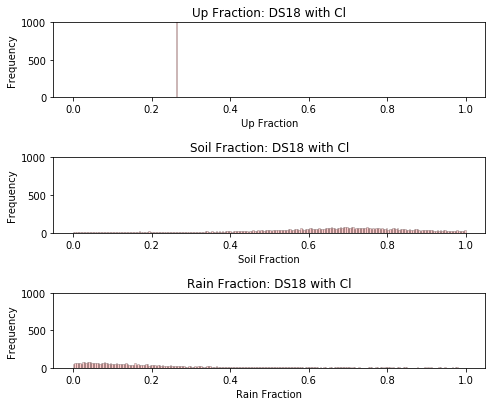 Up Fraction: DS18 with Cl
1000
500
0
Frequency
0.0 0.2 0.4 0.6 0.8 1.0
Up Fraction
Soil Fraction: DS18 with Cl
1000
500
0
Frequency
0.0 0.2 0.4 0.6 0.8 1.0
Soil Fraction
Rain Fraction: DS18 with Cl
1000
500
0
Frequency
0.0 0.2 0.4 0.6 0.8 1.0
Rain Fraction